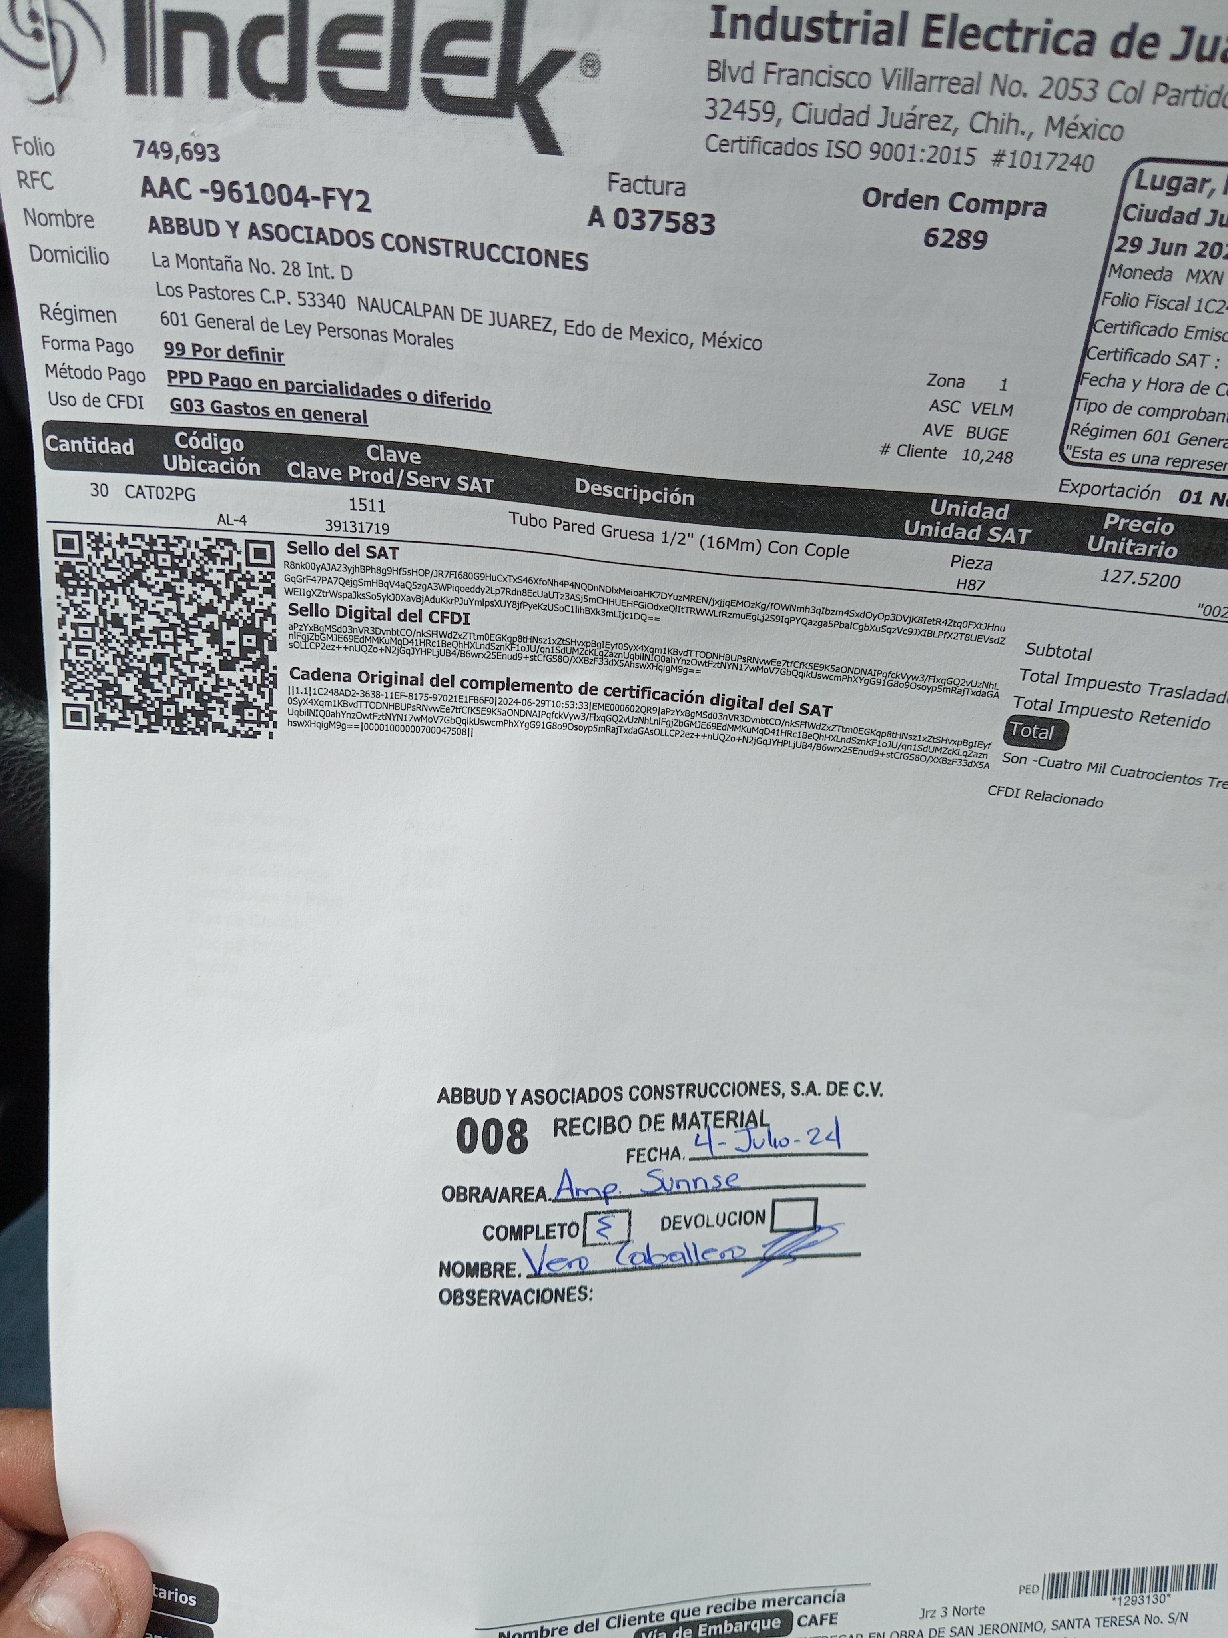 Indelek®
Industrial Electrica de Ju
Blvd Francisco Villarreal No. 2053 Col Partido
32459, Ciudad Juárez, Chih., México
Certificados ISO 9001:2015 #1017240
Folio 749,693
RFC AAC -961004-FY2
Factura
A 037583
Orden Compra
6289
Nombre ABBUD Y ASOCIADOS CONSTRUCCIONES
Domicilio La Montaña No. 28 Int. D
Los Pastores C.P. 53340 NAUCALPAN DE JUAREZ, Edo de Mexico, México
Régimen 601 General de Ley Personas Morales
Forma Pago 99 Por definir
Método Pago PPD Pago en parcialidades o diferido
Uso de CFDI G03 Gastos en general
Zona 1
ASC VELM
AVE BUGE
# Cliente 10,248
Lugar,
Ciudad Ju
29 Jun 202
Moneda MXN
Folio Fiscal 1C2
Certificado Emiso
Certificado SAT :
Fecha y Hora de C
Tipo de comproban
Régimen 601 Genera
"Esta es una represen
Exportación 01 N
Cantidad Código Ubicación Clave Clave Prod/Serv SAT Descripción Unidad Unidad SAT Precio Unitario
30 CAT02PG 1511 Tubo Pared Gruesa 1/2" (16Mm) Con Cople Pieza 127.5200
AL-4 39131719 H87 "002
Sello del SAT
Sello Digital del CFDI
Cadena Original del complemento de certificación digital del SAT
Subtotal
Total Impuesto Traslada
Total Impuesto Retenido
Total
Son -Cuatro Mil Cuatrocientos Tre
CFDI Relacionado
ABBUD Y ASOCIADOS CONSTRUCCIONES, S.A. DE C.V.
008 RECIBO DE MATERIAL
FECHA. 4-Julio-24
OBRA/AREA. Amp. Sunrise
COMPLETO DEVOLUCION
NOMBRE. Vero Caballero
OBSERVACIONES:
tarios
Nombre del Cliente que recibe mercancía
Vía de Embarque CAFE
PED *1293130*
Jrz 3 Norte
EN OBRA DE SAN JERONIMO, SANTA TERESA No. S/N